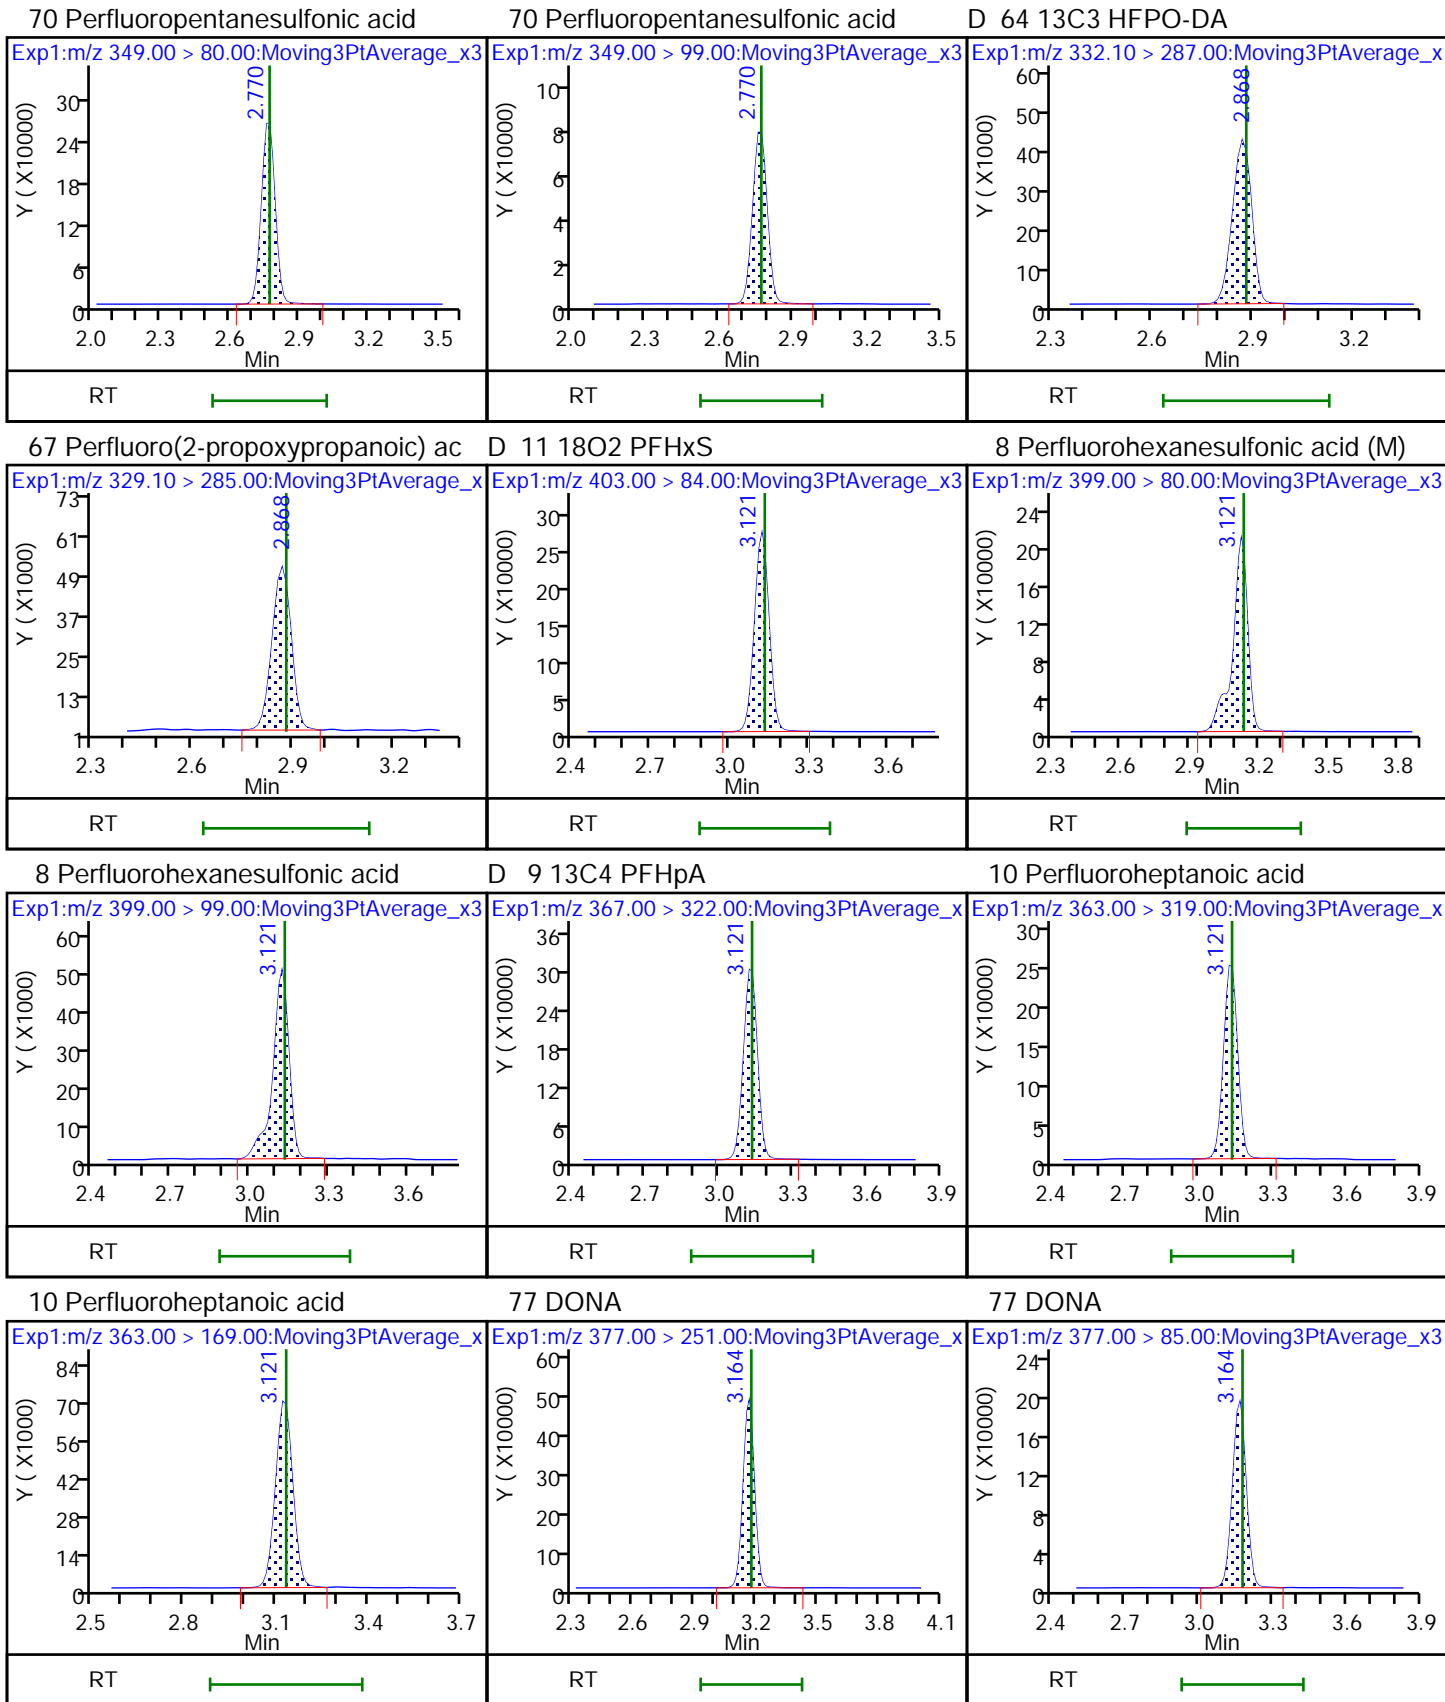 70 Perfluoropentanesulfonic acid
Exp1:m/z 349.00 > 80.00:Moving3PtAverage_x3
2.770
Y ( X10000)
30
24
18
12
6
0
2.0 2.3 2.6 2.9 3.2 3.5
Min
RT
70 Perfluoropentanesulfonic acid
Exp1:m/z 349.00 > 99.00:Moving3PtAverage_x3
2.770
Y ( X10000)
10
8
6
4
2
0
2.0 2.3 2.6 2.9 3.2 3.5
Min
RT
D 64 13C3 HFPO-DA
Exp1:m/z 332.10 > 287.00:Moving3PtAverage_x
2.868
Y ( X1000)
60
50
40
30
20
10
0
2.3 2.6 2.9 3.2
Min
RT
67 Perfluoro(2-propoxypropanoic) ac
Exp1:m/z 329.10 > 285.00:Moving3PtAverage_x
2.868
Y ( X1000)
73
61
49
37
25
13
1
2.3 2.6 2.9 3.2
Min
RT
D 11 18O2 PFHxS
Exp1:m/z 403.00 > 84.00:Moving3PtAverage_x3
3.121
Y ( X10000)
30
25
20
15
10
5
0
2.4 2.7 3.0 3.3 3.6
Min
RT
8 Perfluorohexanesulfonic acid (M)
Exp1:m/z 399.00 > 80.00:Moving3PtAverage_x3
3.121
Y ( X10000)
24
20
16
12
8
4
0
2.3 2.6 2.9 3.2 3.5 3.8
Min
RT
8 Perfluorohexanesulfonic acid
Exp1:m/z 399.00 > 99.00:Moving3PtAverage_x3
3.121
Y ( X1000)
60
50
40
30
20
10
0
2.4 2.7 3.0 3.3 3.6
Min
RT
D 9 13C4 PFHpA
Exp1:m/z 367.00 > 322.00:Moving3PtAverage_x
3.121
Y ( X10000)
36
30
24
18
12
6
0
2.4 2.7 3.0 3.3 3.6 3.9
Min
RT
10 Perfluoroheptanoic acid
Exp1:m/z 363.00 > 319.00:Moving3PtAverage_x
3.121
Y ( X10000)
30
25
20
15
10
5
0
2.4 2.7 3.0 3.3 3.6 3.9
Min
RT
10 Perfluoroheptanoic acid
Exp1:m/z 363.00 > 169.00:Moving3PtAverage_x
3.121
Y ( X1000)
84
70
56
42
28
14
0
2.5 2.8 3.1 3.4 3.7
Min
RT
77 DONA
Exp1:m/z 377.00 > 251.00:Moving3PtAverage_x
3.164
Y ( X10000)
60
50
40
30
20
10
0
2.3 2.6 2.9 3.2 3.5 3.8 4.1
Min
RT
77 DONA
Exp1:m/z 377.00 > 85.00:Moving3PtAverage_x3
3.164
Y ( X10000)
24
20
16
12
8
4
0
2.4 2.7 3.0 3.3 3.6 3.9
Min
RT